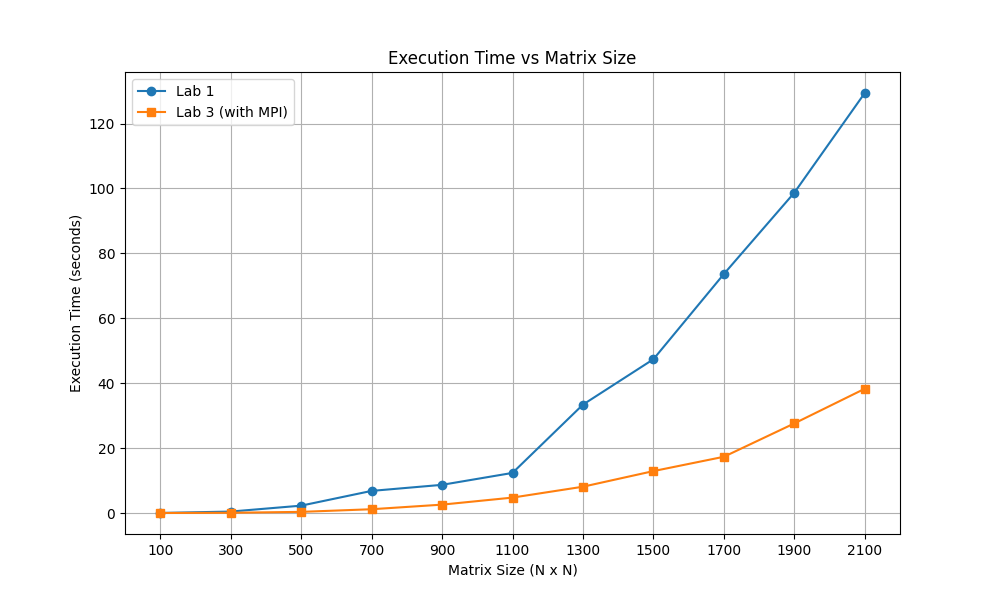 Execution Time vs Matrix Size
Lab 1
Lab 3 (with MPI)
Execution Time (seconds)
120
100
80
60
40
20
0
100 300 500 700 900 1100 1300 1500 1700 1900 2100
Matrix Size (N x N)